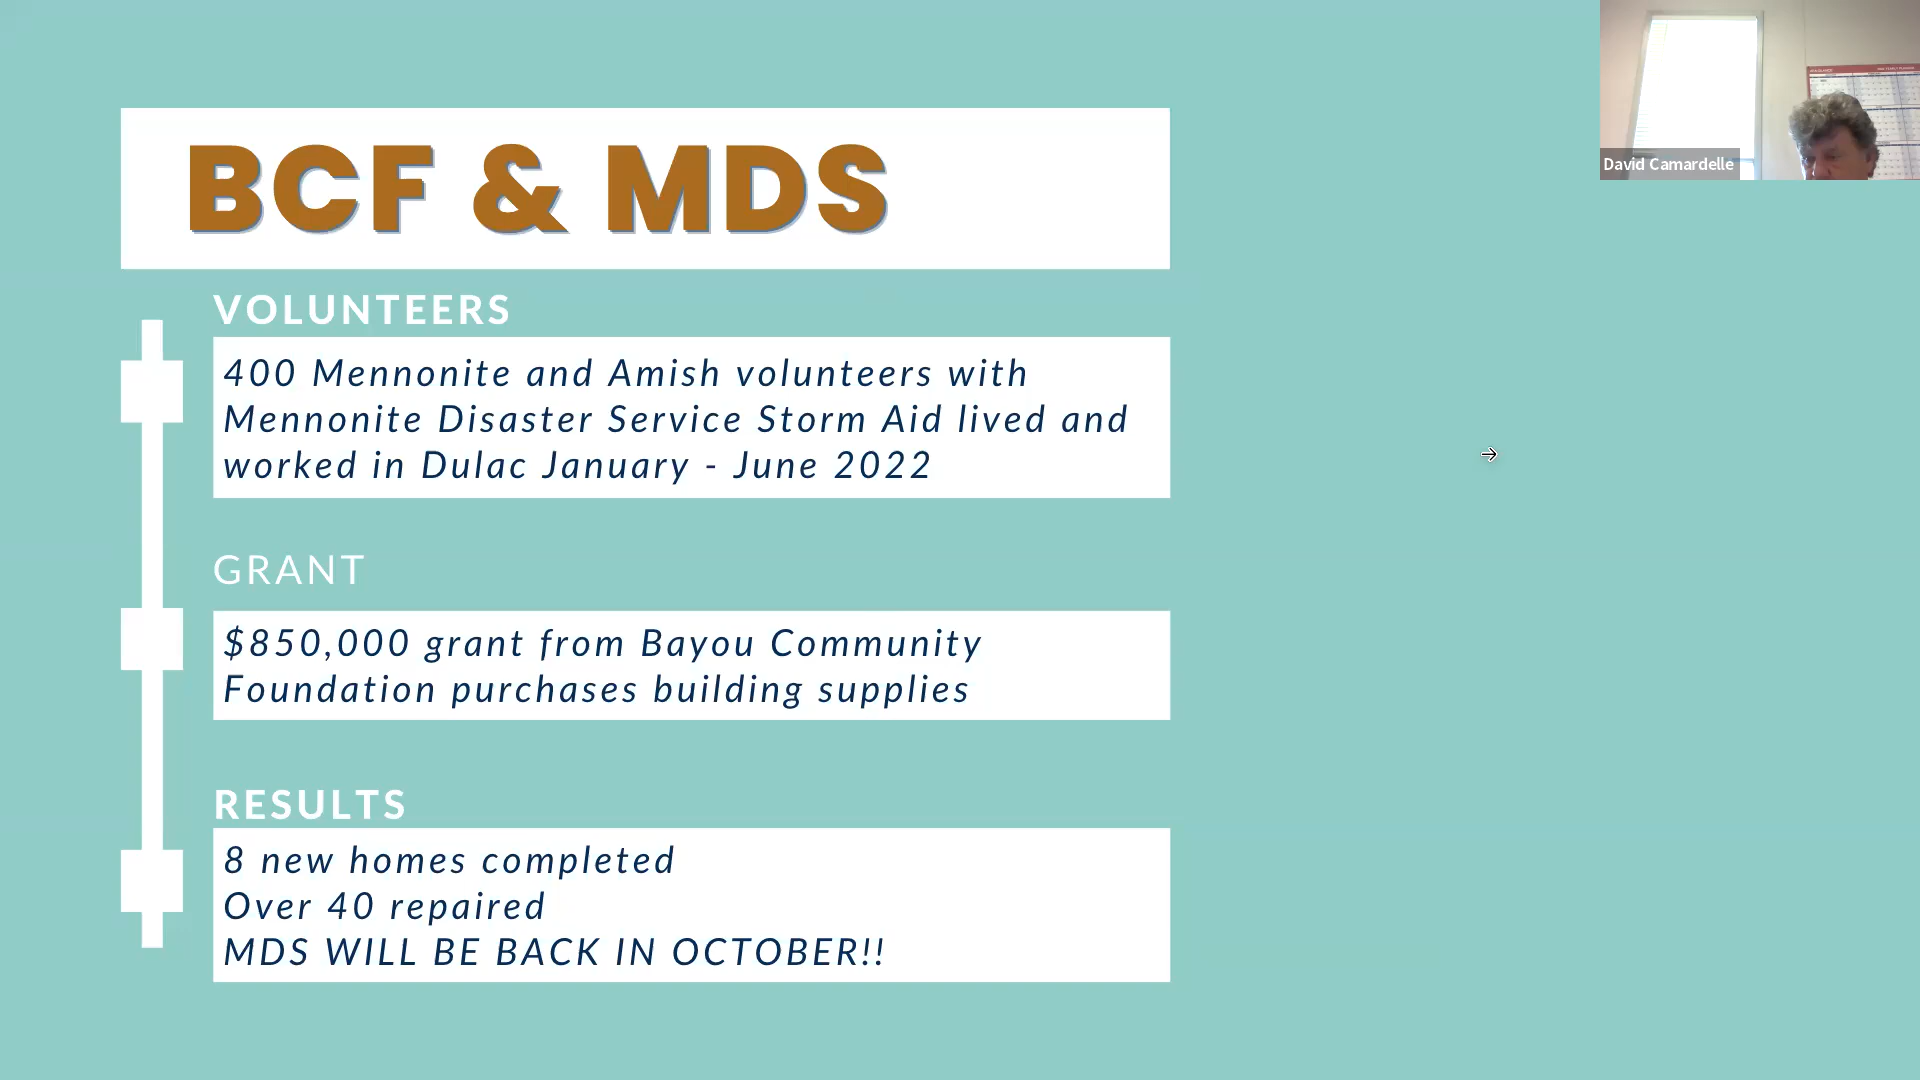 BCF & MDS
VOLUNTEERS
400 Mennonite and Amish volunteers with
Mennonite Disaster Service Storm Aid lived and
worked in Dulac January - June 2022
GRANT
$850,000 grant from Bayou Community
Foundation purchases building supplies
RESULTS
8 new homes completed
Over 40 repaired
MDS WILL BE BACK IN OCTOBER!!
David Camardelle